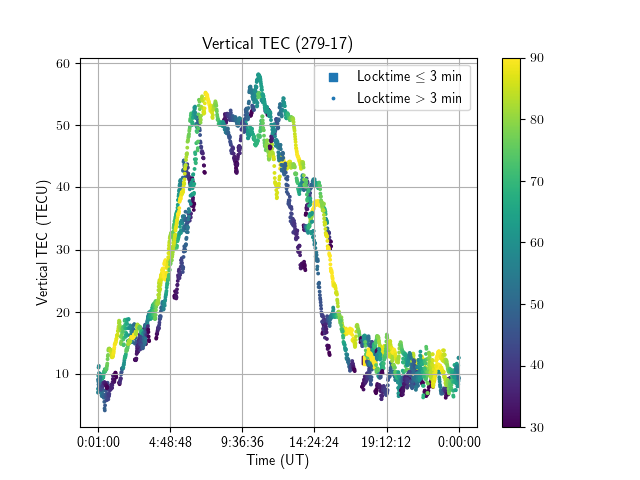 Vertical TEC (279-17)
Locktime ≤ 3 min
Locktime > 3 min
Vertical TEC (TECU)
60
50
40
30
20
10
0:01:00 4:48:48 9:36:36 14:24:24 19:12:12 0:00:00
Time (UT)
90
80
70
60
50
40
30